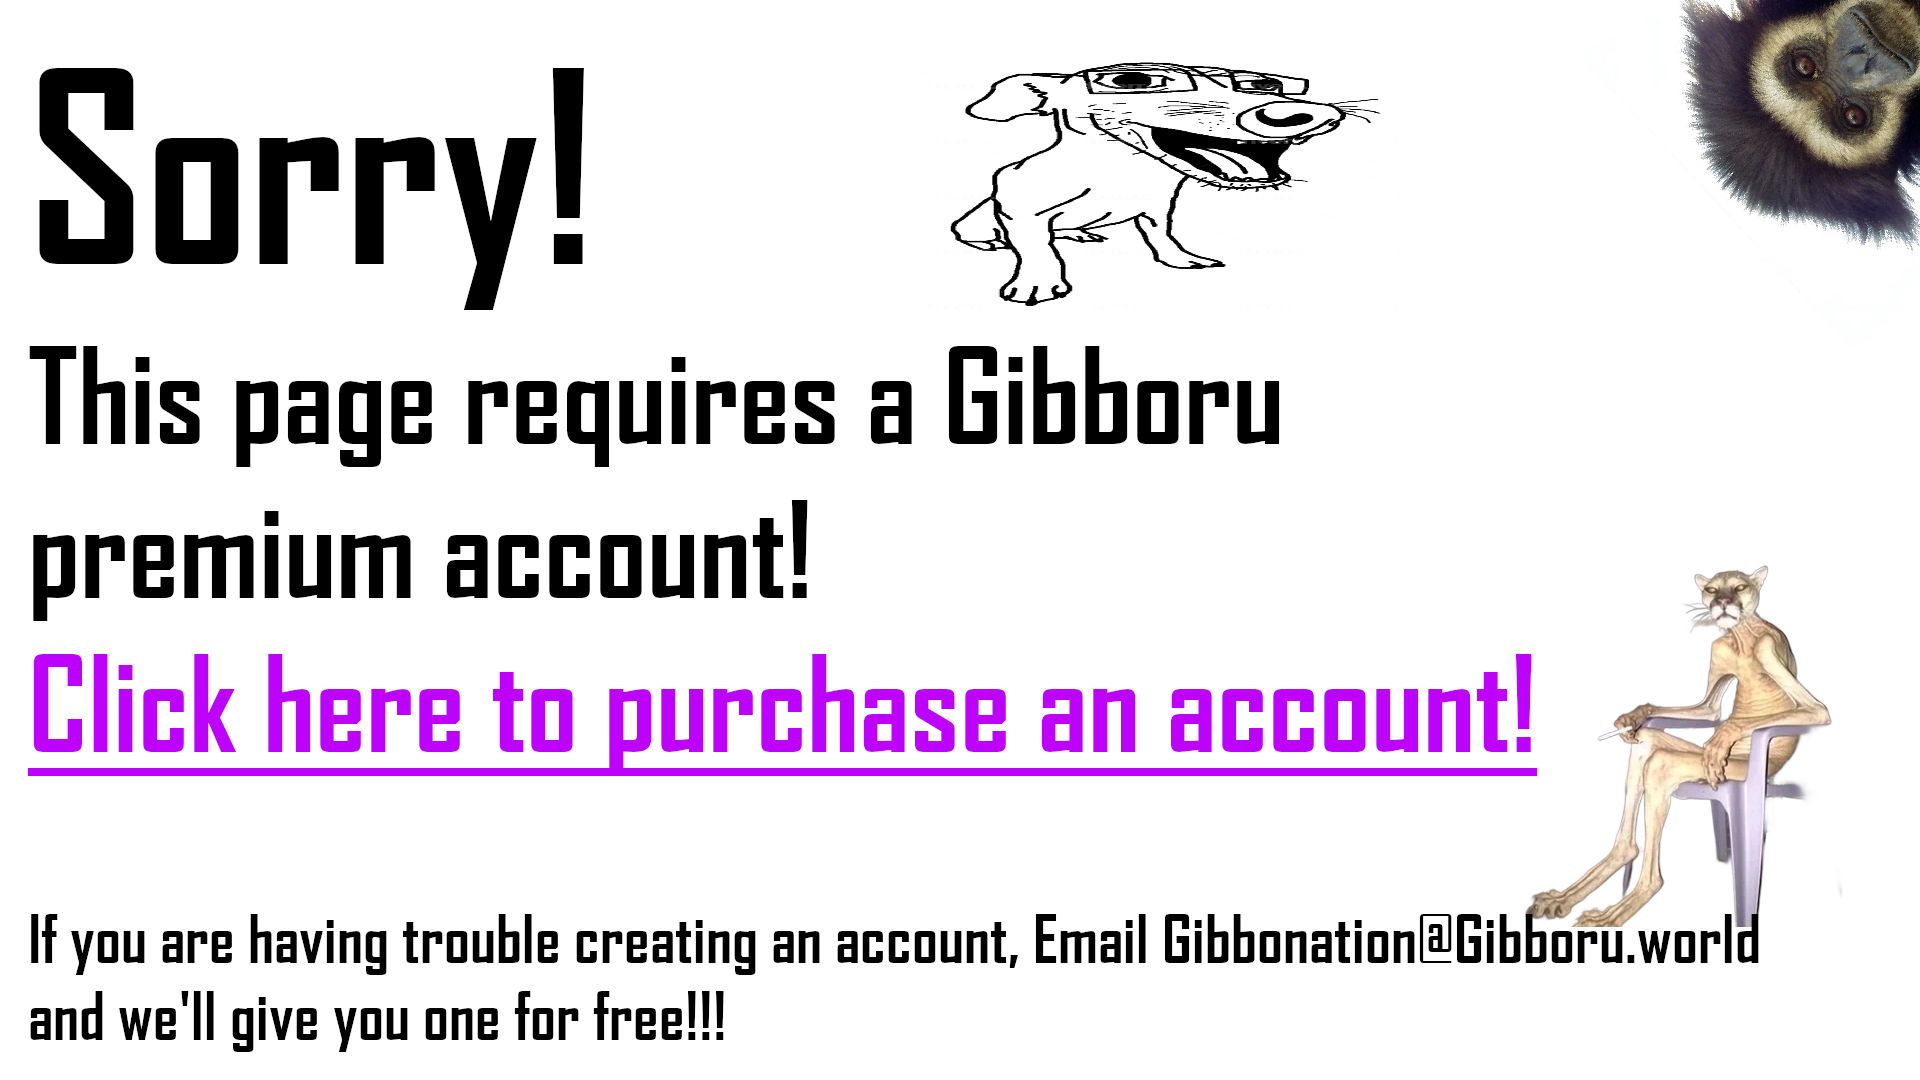 Sorry!
This page requires a Gibboru
premium account!
Click here to purchase an account!
If you are having trouble creating an account, Email Gibbonation@Gibboru.world
and we'll give you one for free!!!